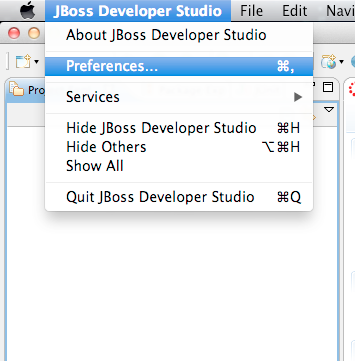 JBoss Developer Studio File Edit Navi
About JBoss Developer Studio
Preferences... ⌘,
Pro
Services ▶
Hide JBoss Developer Studio ⌘H
Hide Others ⌥⌘H
Show All
Quit JBoss Developer Studio ⌘Q